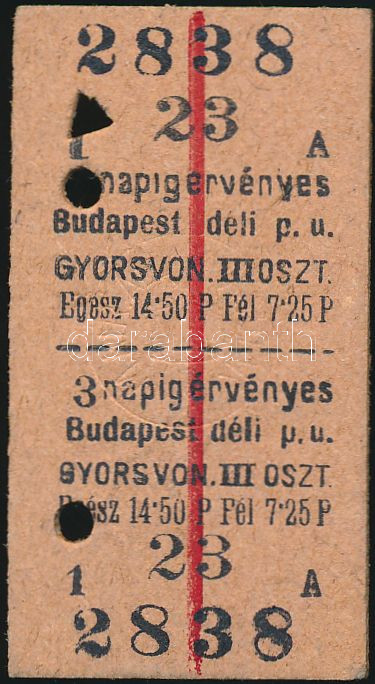 2838
23
1 A
napig érvényes
Budapest déli p. u.
GYORSVON. III OSZT.
Egész 14·50 P Fél 7·25 P
darabanth
3 napig érvényes
Budapest déli p. u.
GYORSVON. III OSZT.
Egész 14·50 P Fél 7·25 P
23
1 A
2838